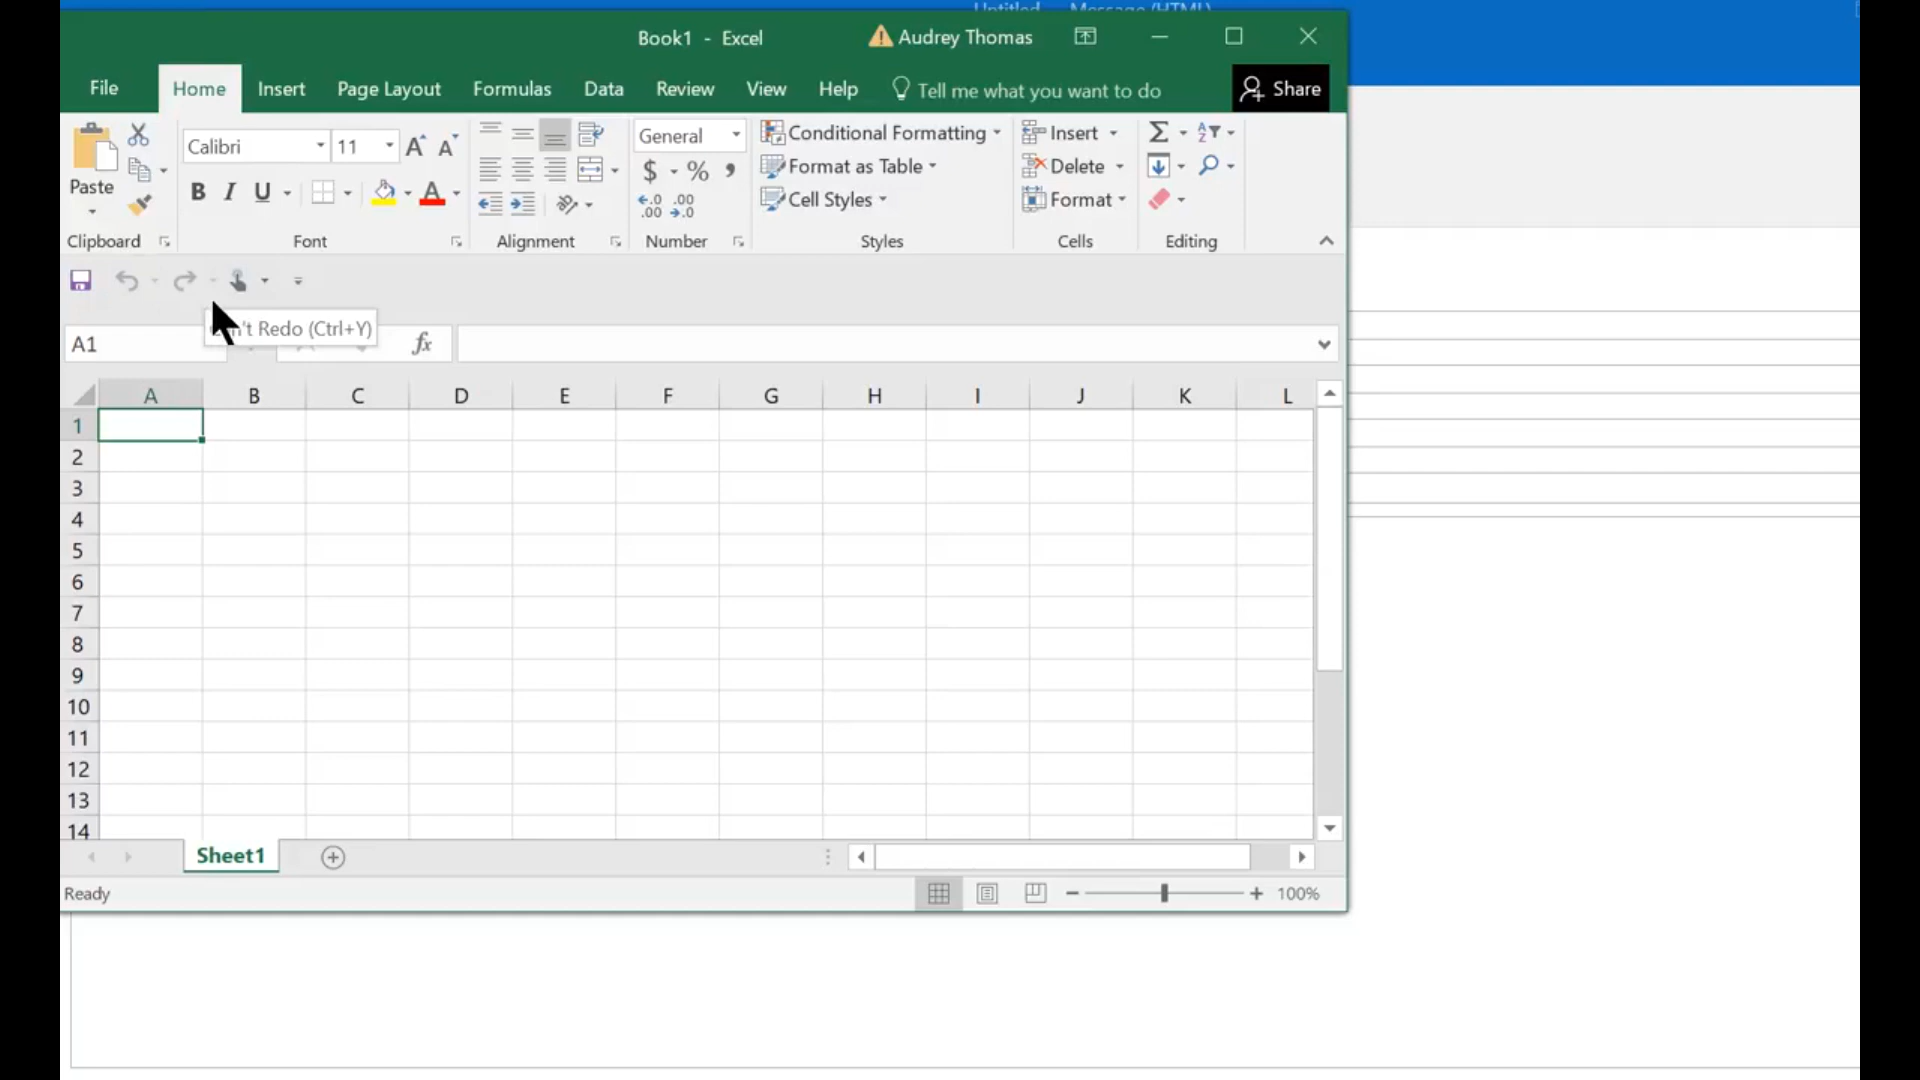 Untitled - Message (HTML)
Book1 - Excel
Audrey Thomas
File Home Insert Page Layout Formulas Data Review View Help Tell me what you want to do Share
Calibri 11
General
Conditional Formatting
Insert
Paste
Format as Table
Delete
B I U
A
$ % ,
Cell Styles
Format
Clipboard Font Alignment Number Styles Cells Editing
Redo (Ctrl+Y)
A1
fx
A B C D E F G H I J K L
1
2
3
4
5
6
7
8
9
10
11
12
13
14
Sheet1
Ready
100%